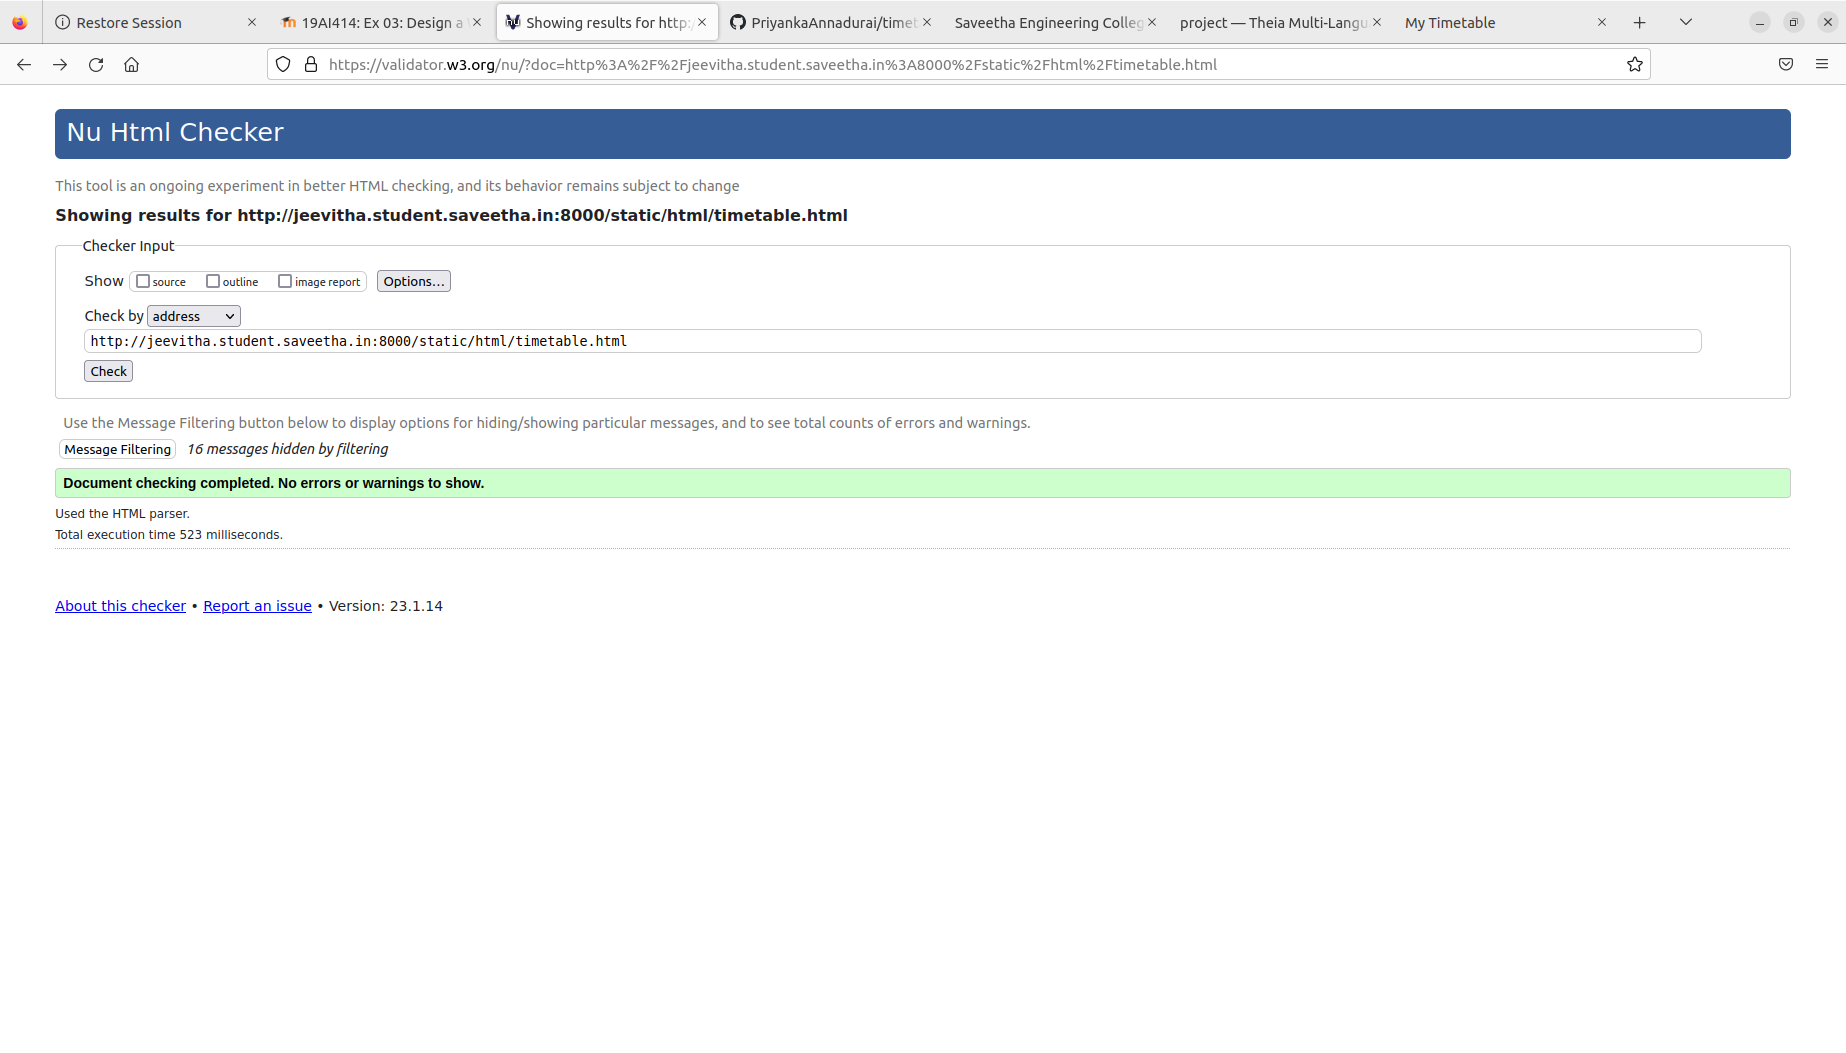 Restore Session
19AI414: Ex 03: Design a
Showing results for http:/
PriyankaAnnadurai/timet
Saveetha Engineering Colleg
project — Theia Multi-Langu
My Timetable
https://validator.w3.org/nu/?doc=http%3A%2F%2Fjeevitha.student.saveetha.in%3A8000%2Fstatic%2Fhtml%2Ftimetable.html
Nu Html Checker
This tool is an ongoing experiment in better HTML checking, and its behavior remains subject to change
Showing results for http://jeevitha.student.saveetha.in:8000/static/html/timetable.html
Checker Input
Show source outline image report Options...
Check by address
http://jeevitha.student.saveetha.in:8000/static/html/timetable.html
Check
Use the Message Filtering button below to display options for hiding/showing particular messages, and to see total counts of errors and warnings.
Message Filtering 16 messages hidden by filtering
Document checking completed. No errors or warnings to show.
Used the HTML parser.
Total execution time 523 milliseconds.
About this checker • Report an issue • Version: 23.1.14